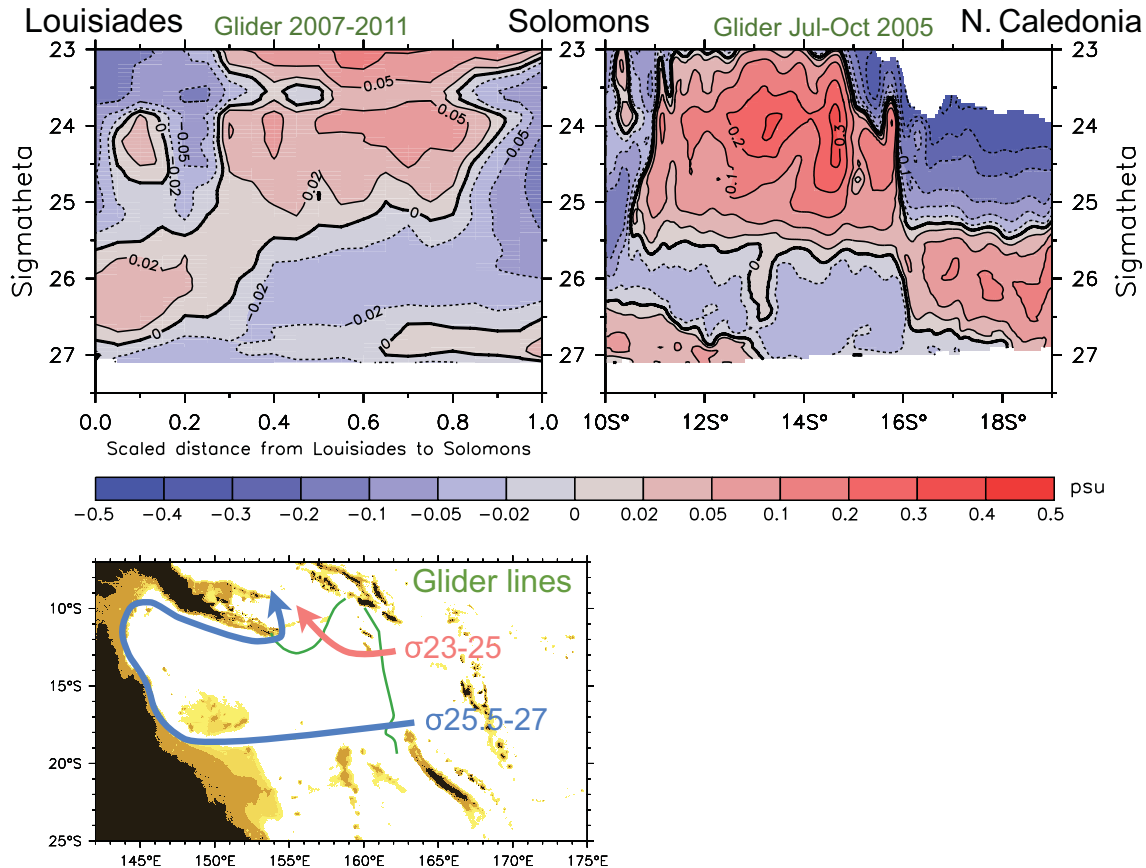 Louisiades Solomons N. Caledonia
Glider 2007-2011 Glider Jul-Oct 2005
23 23
24 24
25 25
26 26
27 27
Sigmatheta Sigmatheta
0.05
0
0.05
-0.02
-0.05
0.02
0
0.02
0
-0.02
-0.02
0
0.2
0.3
0.1
0
0.0 0.2 0.4 0.6 0.8 1.0
10S° 12S° 14S° 16S° 18S°
Scaled distance from Louisiades to Solomons
psu
−0.5 −0.4 −0.3 −0.2 −0.1 −0.05 −0.02 0 0.02 0.05 0.1 0.2 0.3 0.4 0.5
Glider lines
10°S
σ23-25
15°S
σ25.5-27
20°S
25°S
145°E 150°E 155°E 160°E 165°E 170°E 175°E